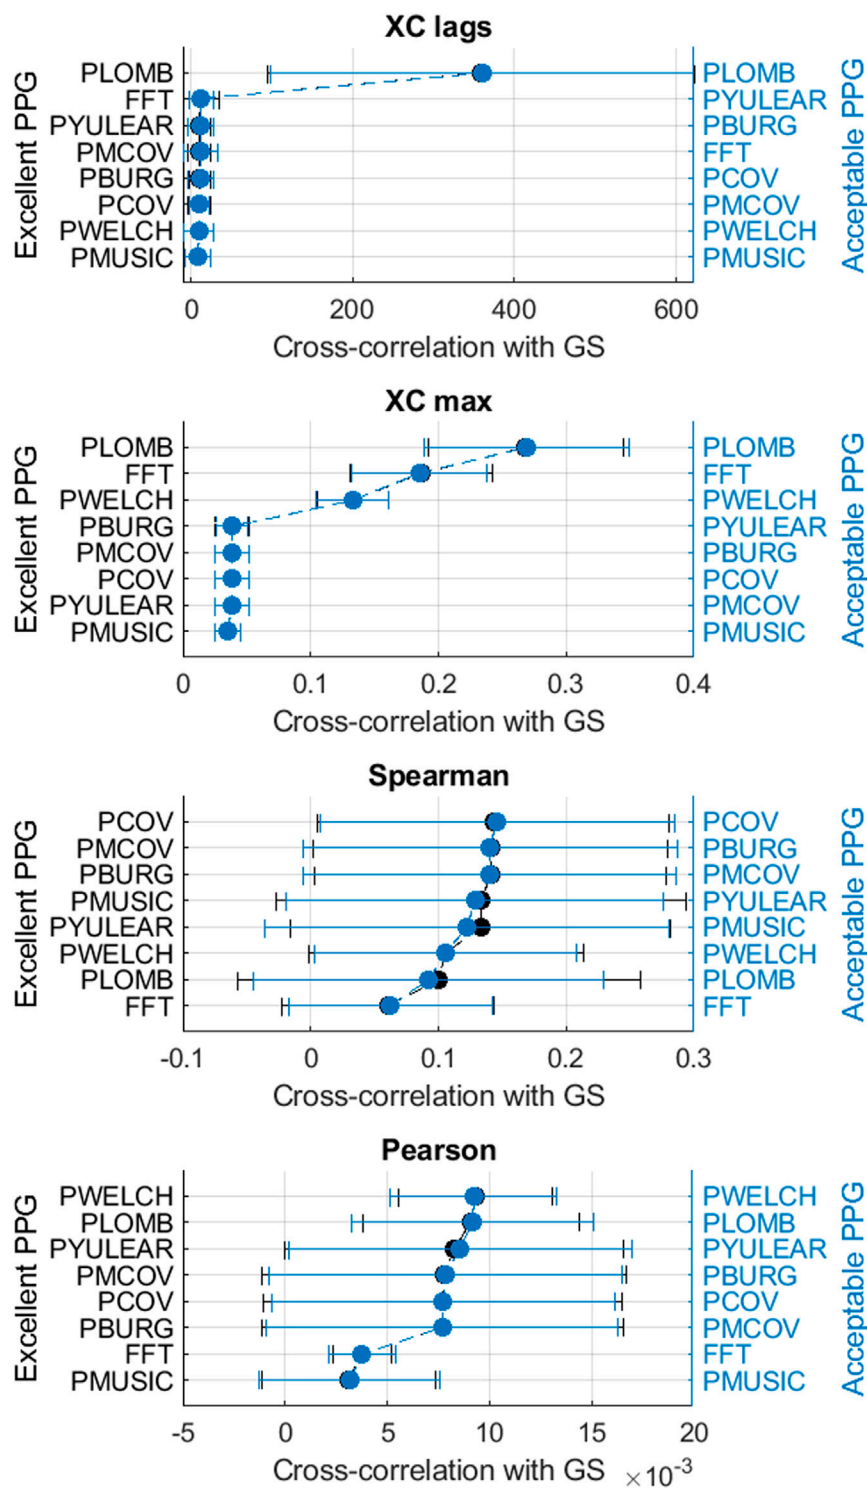 XC lags
Excellent PPG
PLOMB PLOMB
FFT PYULEAR
PYULEAR PBURG
PMCOV FFT
PBURG PCOV
PCOV PMCOV
PWELCH PWELCH
PMUSIC PMUSIC
Acceptable PPG
0 200 400 600
Cross-correlation with GS
XC max
Excellent PPG
PLOMB PLOMB
FFT FFT
PWELCH PWELCH
PBURG PYULEAR
PMCOV PBURG
PCOV PCOV
PYULEAR PMCOV
PMUSIC PMUSIC
Acceptable PPG
0 0.1 0.2 0.3 0.4
Cross-correlation with GS
Spearman
Excellent PPG
PCOV PCOV
PMCOV PBURG
PBURG PMCOV
PMUSIC PYULEAR
PYULEAR PMUSIC
PWELCH PWELCH
PLOMB PLOMB
FFT FFT
Acceptable PPG
-0.1 0 0.1 0.2 0.3
Cross-correlation with GS
Pearson
Excellent PPG
PWELCH PWELCH
PLOMB PLOMB
PYULEAR PYULEAR
PMCOV PBURG
PCOV PCOV
PBURG PMCOV
FFT FFT
PMUSIC PMUSIC
Acceptable PPG
-5 0 5 10 15 20
Cross-correlation with GS ×10⁻³